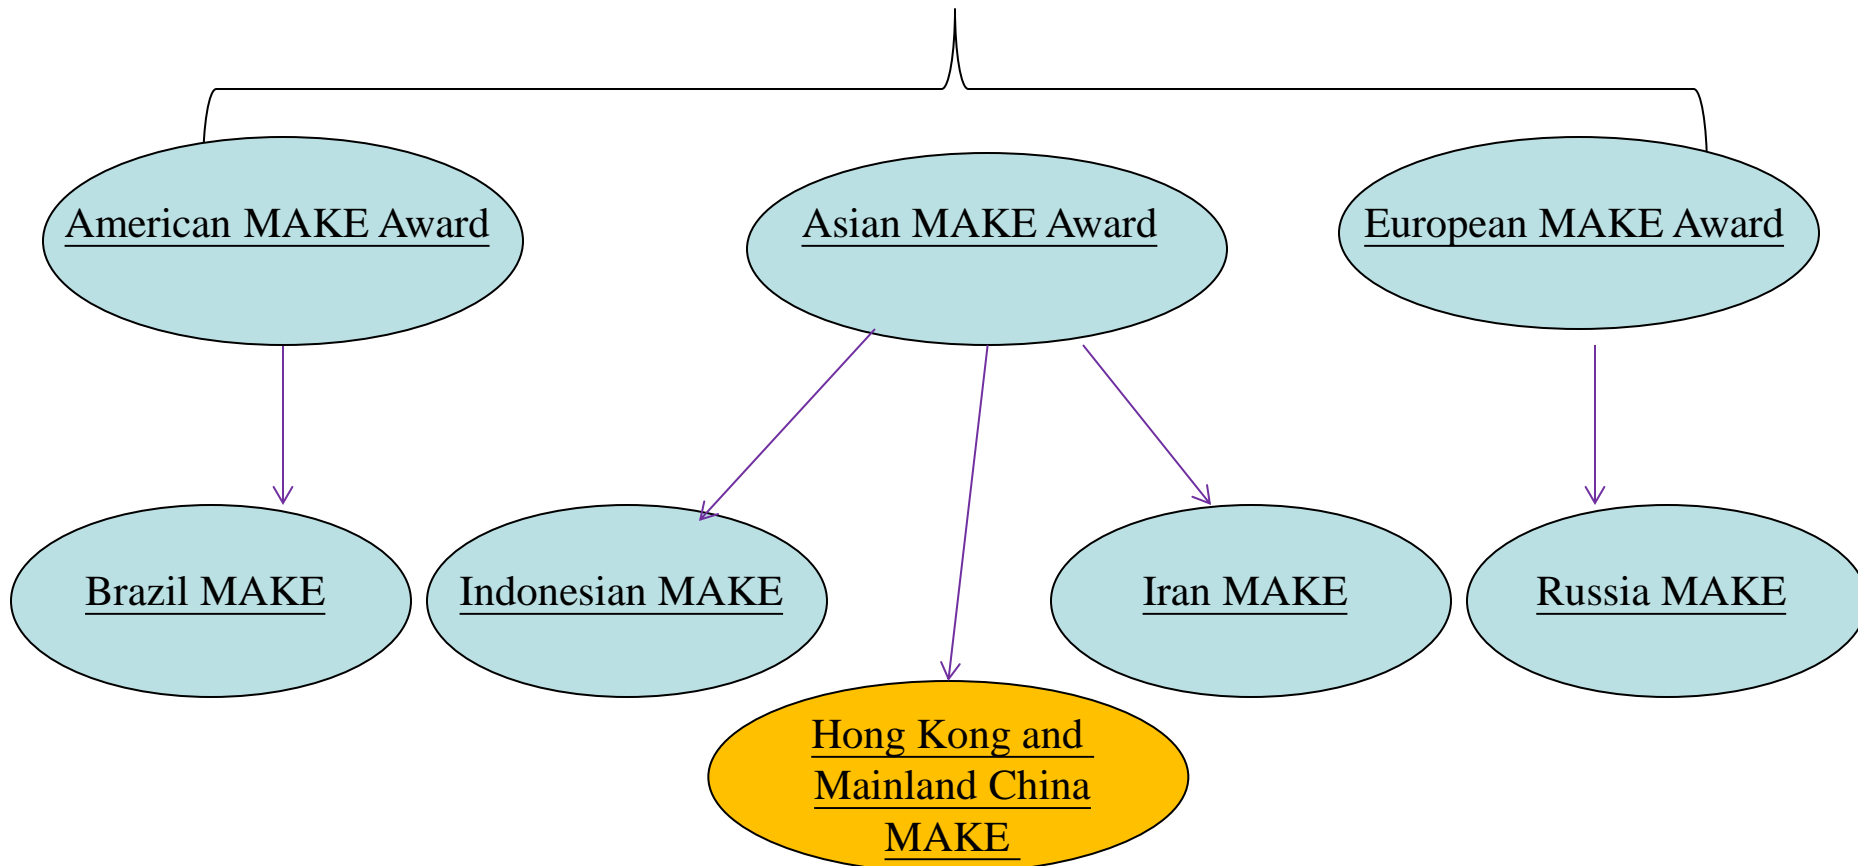 American MAKE Award
Asian MAKE Award
European MAKE Award
Brazil MAKE
Indonesian MAKE
Iran MAKE
Russia MAKE
Hong Kong and
Mainland China
MAKE